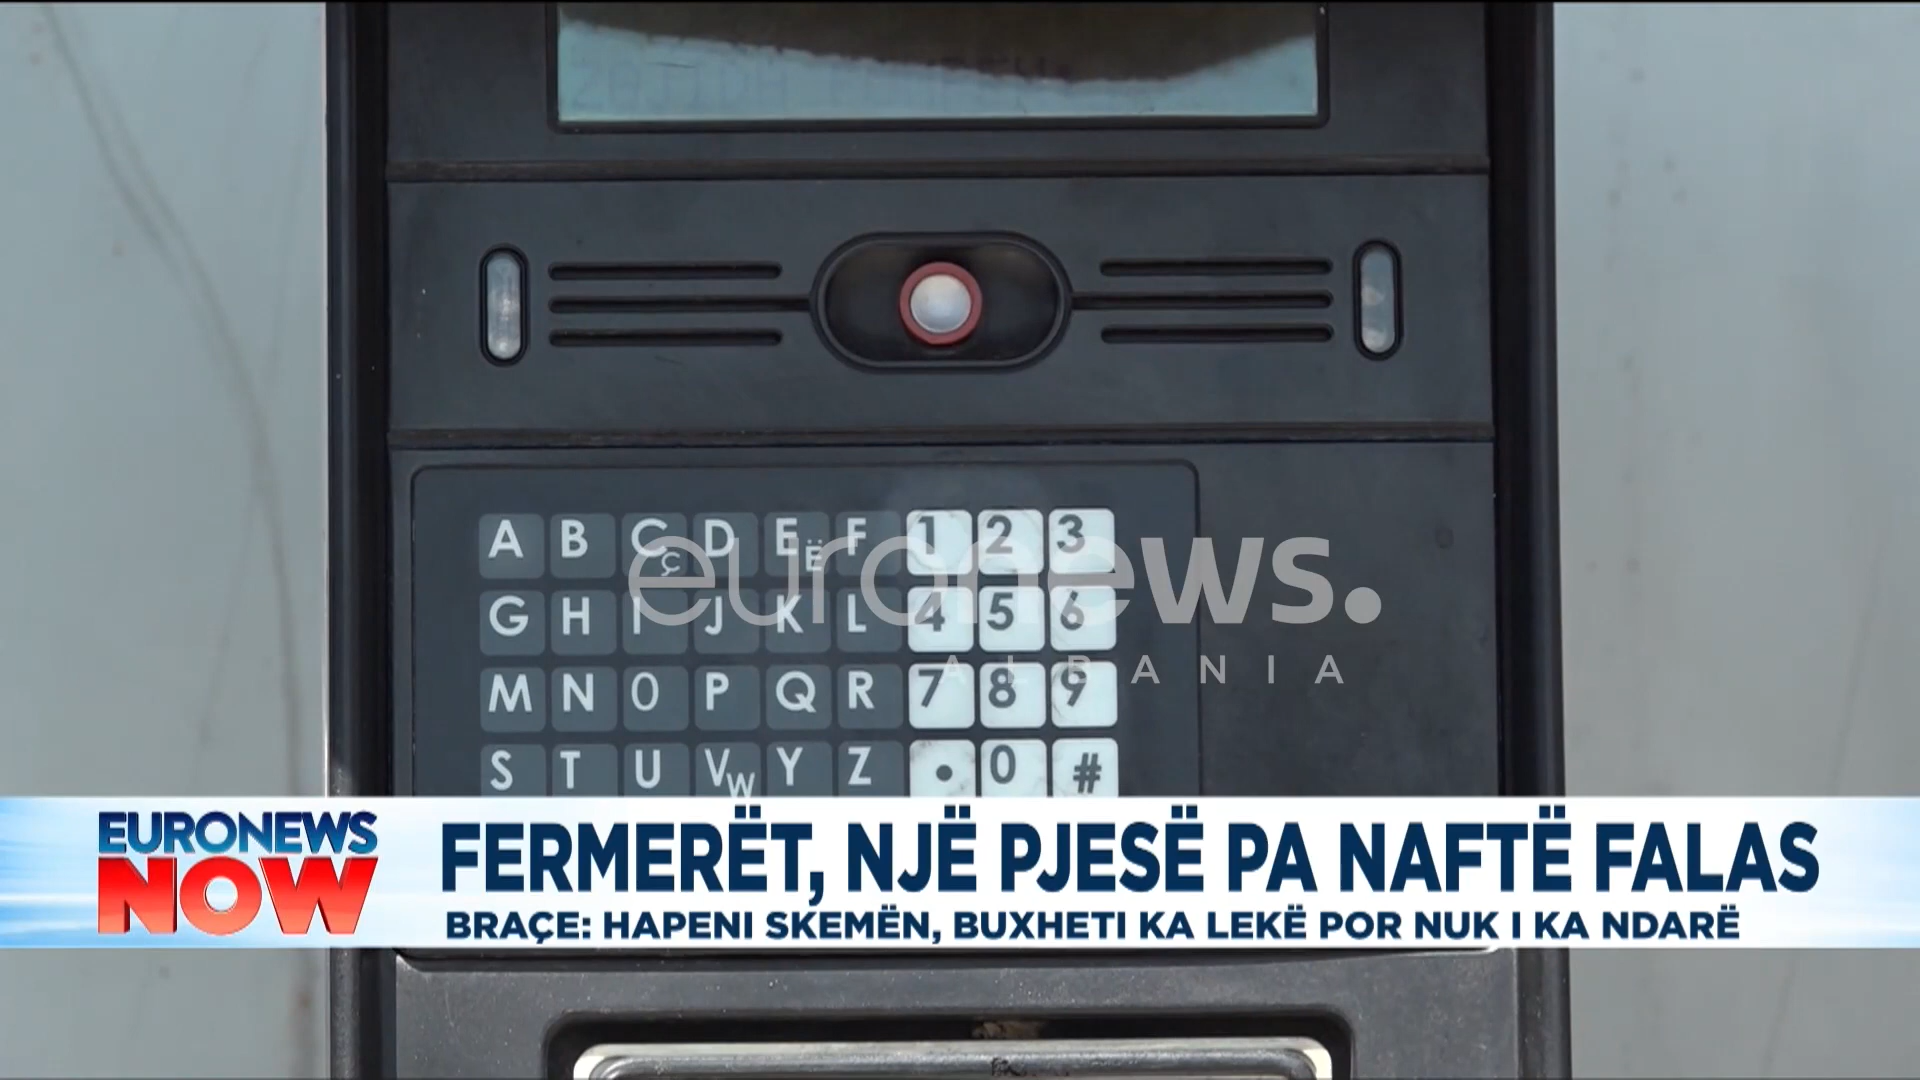 A B C Ç D E Ë F 1 2 3
G H I J K L 4 5 6
M N O P Q R 7 8 9
S T U V W Y Z . 0 #
euronews.
ALBANIA
EURONEWS
NOW
FERMERËT, NJË PJESË PA NAFTË FALAS
BRAÇE: HAPENI SKEMËN, BUXHETI KA LEKË POR NUK I KA NDARË